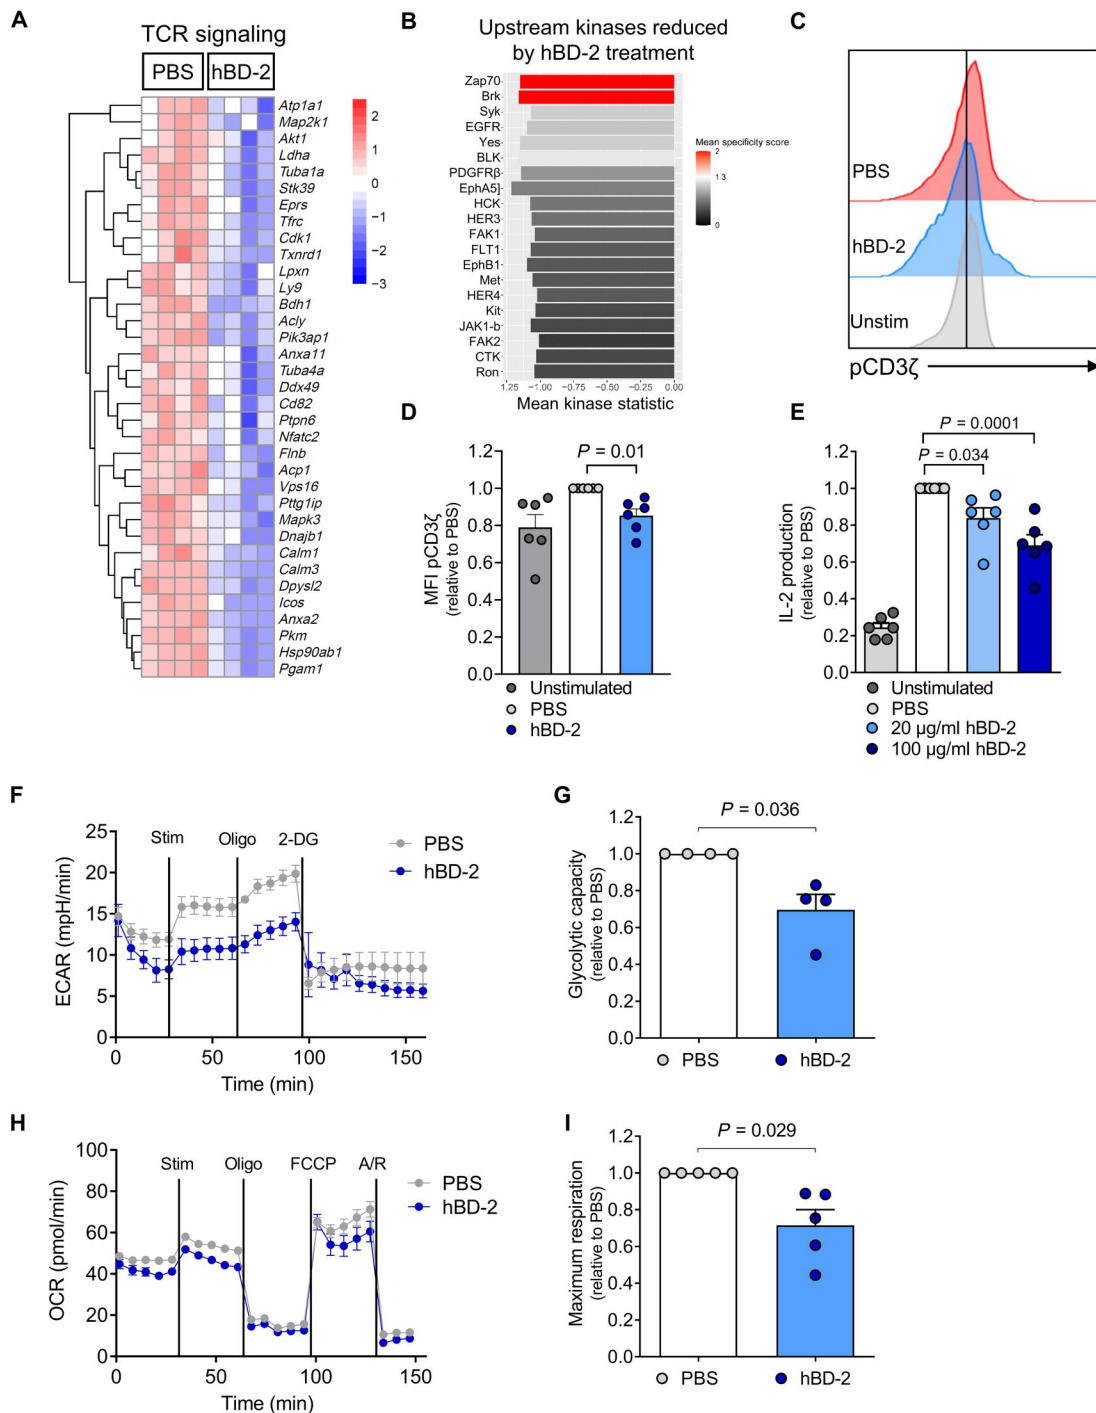 A
TCR signaling
PBS hBD-2
Atp1a1
Map2k1
Akt1
Ldha
Tuba1a
Stk39
Eprs
Tfrc
Cdk1
Txnrd1
Lpxn
Ly9
Bdh1
Acly
Pik3ap1
Anxa11
Tuba4a
Ddx49
Cd82
Ptpn6
Nfatc2
Flnb
Acp1
Vps16
Pttg1ip
Mapk3
Dnajb1
Calm1
Calm3
Dpysl2
Icos
Anxa2
Pkm
Hsp90ab1
Pgam1
2
1
0
−1
−2
−3
B
Upstream kinases reduced
by hBD-2 treatment
Zap70
Brk
Syk
EGFR
Yes
BLK
PDGFRβ
EphA5]
HCK
HER3
FAK1
FLT1
EphB1
Met
HER4
Kit
JAK1-b
FAK2
CTK
Ron
1.25 −1.00 −0.75 −0.50 −0.25 0.00
Mean kinase statistic
Mean specificity score
2
1.3
0
C
PBS
hBD-2
Unstim
pCD3ζ
D
P = 0.01
1.2
1.0
0.8
0.6
0.4
0.2
0.0
MFI pCD3ζ
(relative to PBS)
Unstimulated
PBS
hBD-2
E
P = 0.0001
P = 0.034
1.2
1.0
0.8
0.6
0.4
0.2
0.0
IL-2 production
(relative to PBS)
Unstimulated
PBS
20 µg/ml hBD-2
100 µg/ml hBD-2
F
Stim Oligo 2-DG
PBS
hBD-2
25
20
15
10
5
0
ECAR (mpH/min)
0 50 100 150
Time (min)
G
P = 0.036
1.2
1.0
0.8
0.6
0.4
0.2
0.0
Glycolytic capacity
(relative to PBS)
PBS hBD-2
H
Stim Oligo FCCP A/R
PBS
hBD-2
100
80
60
40
20
0
OCR (pmol/min)
0 50 100 150
Time (min)
I
P = 0.029
1.2
1.0
0.8
0.6
0.4
0.2
0.0
Maximum respiration
(relative to PBS)
PBS hBD-2